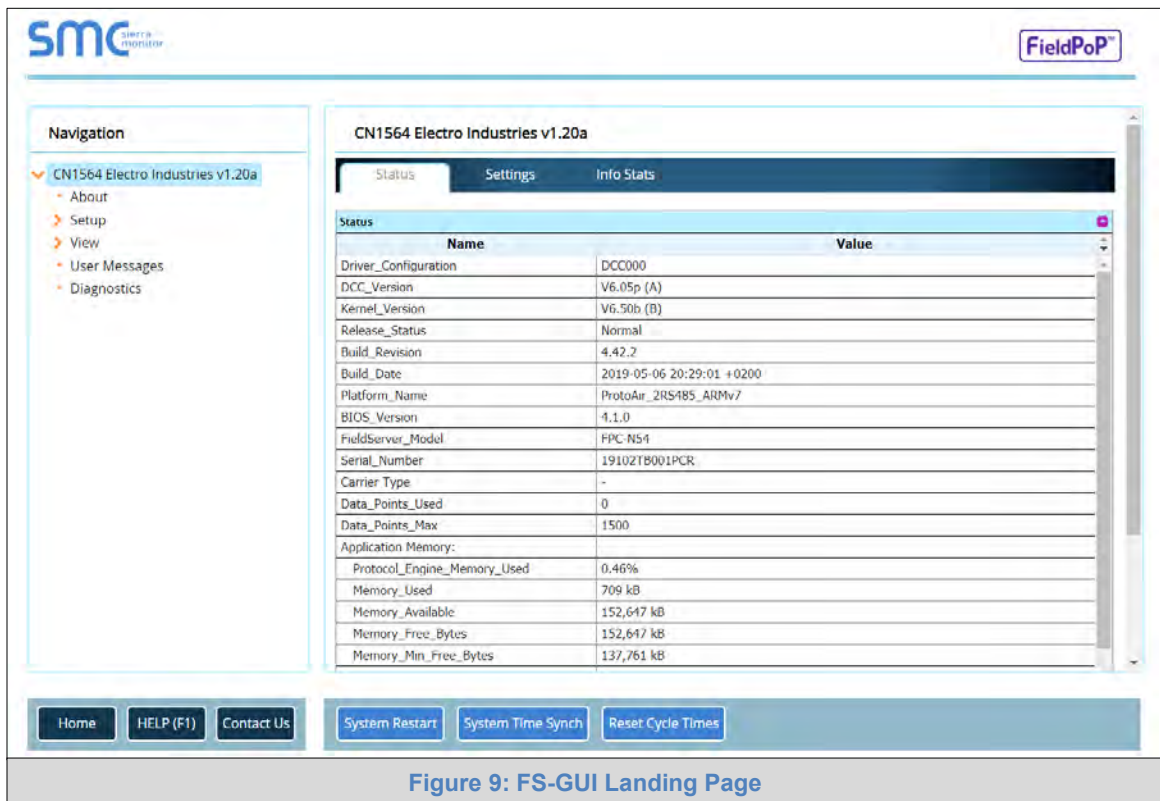 SMC sierra monitor
FieldPoP™
Navigation
CN1564 Electro Industries v1.20a
About
Setup
View
User Messages
Diagnostics
CN1564 Electro Industries v1.20a
Status Settings Info Stats
Status
Name Value
Driver_Configuration DCC000
DCC_Version V6.05p (A)
Kernel_Version V6.50b (B)
Release_Status Normal
Build_Revision 4.42.2
Build_Date 2019-05-06 20:29:01 +0200
Platform_Name ProtoAir_2RS485_ARMv7
BIOS_Version 4.1.0
FieldServer_Model FPC-N54
Serial_Number 19102TB001PCR
Carrier Type -
Data_Points_Used 0
Data_Points_Max 1500
Application Memory:
Protocol_Engine_Memory_Used 0.46%
Memory_Used 709 kB
Memory_Available 152,647 kB
Memory_Free_Bytes 152,647 kB
Memory_Min_Free_Bytes 137,761 kB
Home HELP (F1) Contact Us System Restart System Time Synch Reset Cycle Times
Figure 9: FS-GUI Landing Page